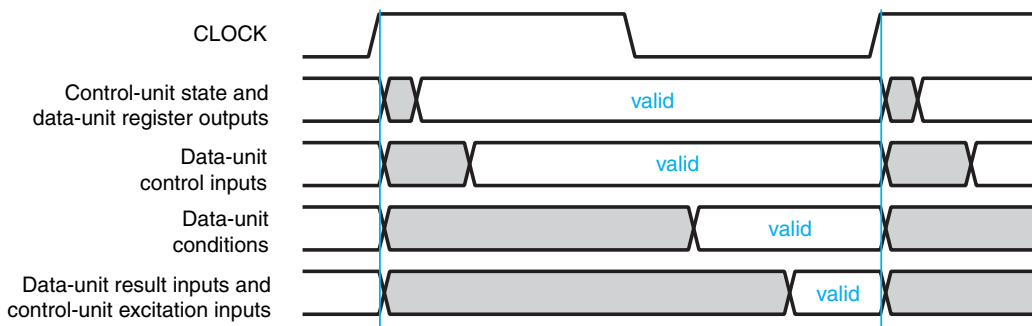 CLOCK
Control-unit state and
data-unit register outputs
valid
Data-unit
control inputs
valid
Data-unit
conditions
valid
Data-unit result inputs and
control-unit excitation inputs
valid